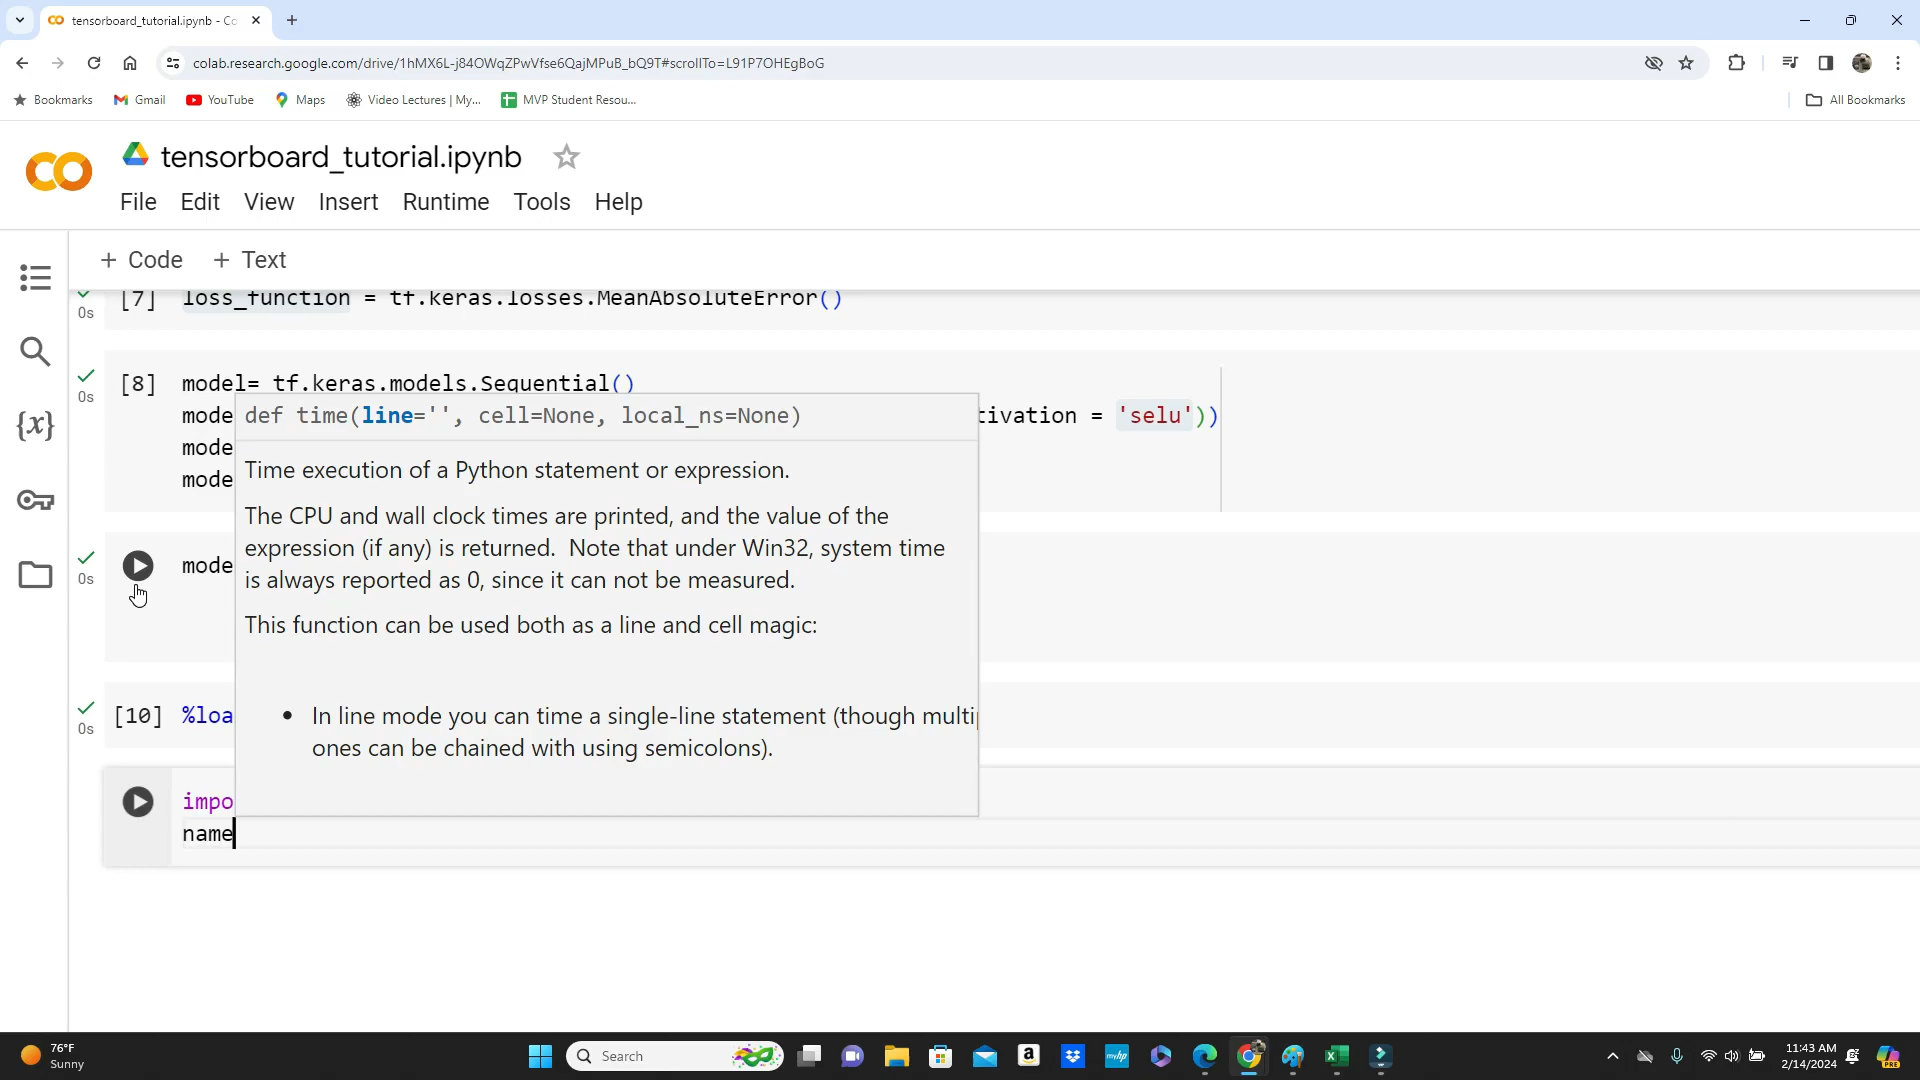 tensorboard_tutorial.ipynb - Co
colab.research.google.com/drive/1hMX6L-j84OWqZPwVfse6QajMPuB_bQ9T#scrollTo=L91P7OHEgBoG
Bookmarks
Gmail
YouTube
Maps
Video Lectures | My...
MVP Student Resou...
All Bookmarks
tensorboard_tutorial.ipynb
File Edit View Insert Runtime Tools Help
+ Code + Text
0s [7] loss_function = tf.keras.losses.MeanAbsoluteError()
[8] model= tf.keras.models.Sequential()
0s
mode
def time(line='', cell=None, local_ns=None)
tivation = 'selu'))
mode
mode
Time execution of a Python statement or expression.
The CPU and wall clock times are printed, and the value of the
expression (if any) is returned.  Note that under Win32, system time
is always reported as 0, since it can not be measured.
0s
mode
This function can be used both as a line and cell magic:
[10] %loa
0s
• In line mode you can time a single-line statement (though multip
ones can be chained with using semicolons).
impo
name
76°F
Sunny
Search
a
myhp
PRE
11:43 AM
2/14/2024